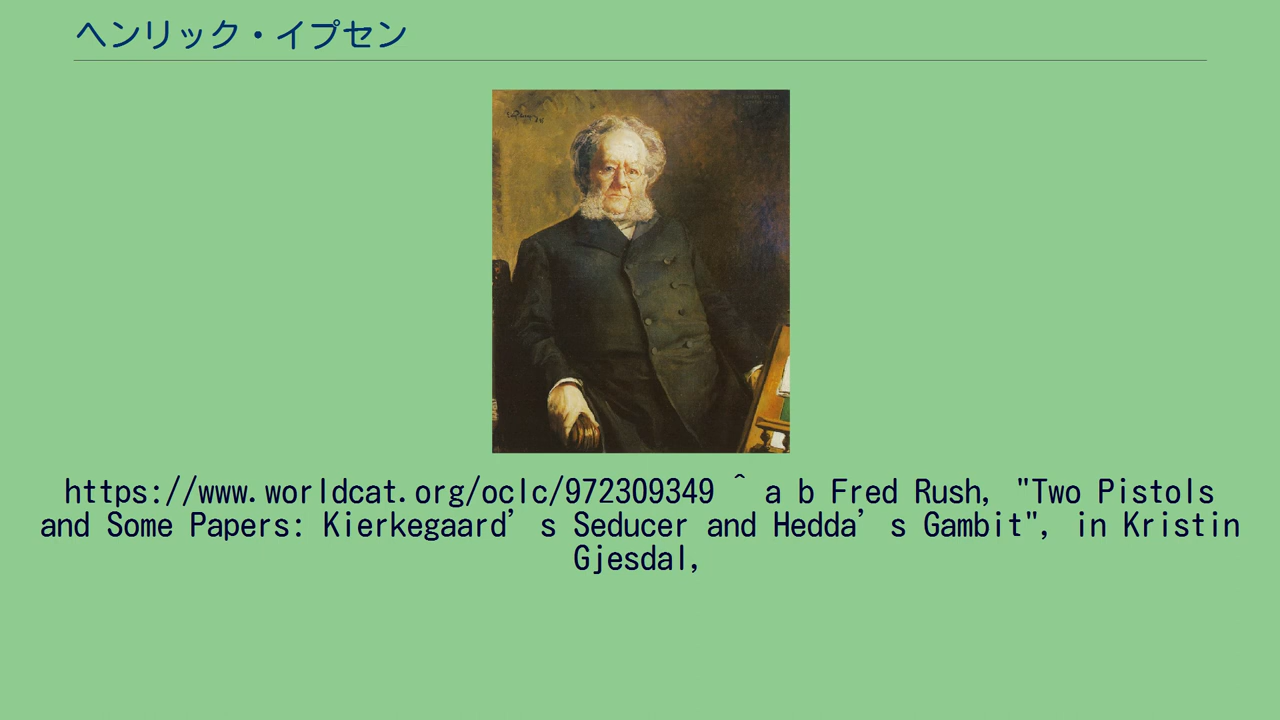 ヘンリック・イプセン
https://www.worldcat.org/oclc/972309349 ^ a b Fred Rush, "Two Pistols
and Some Papers: Kierkegaard’s Seducer and Hedda’s Gambit", in Kristin
Gjesdal,